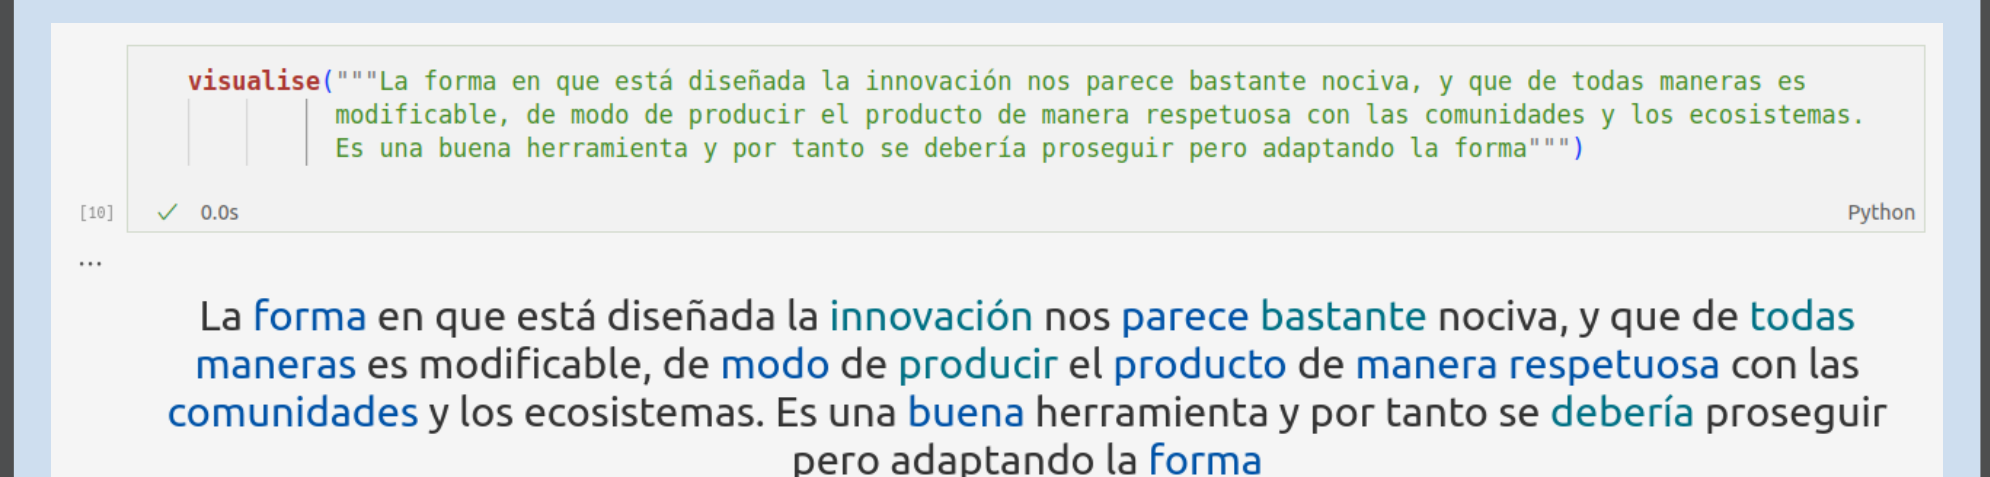 visualise("""La forma en que está diseñada la innovación nos parece bastante nociva, y que de todas maneras es
modificable, de modo de producir el producto de manera respetuosa con las comunidades y los ecosistemas.
Es una buena herramienta y por tanto se debería proseguir pero adaptando la forma""")
[10] ✓ 0.0s Python
...
La forma en que está diseñada la innovación nos parece bastante nociva, y que de todas
maneras es modificable, de modo de producir el producto de manera respetuosa con las
comunidades y los ecosistemas. Es una buena herramienta y por tanto se debería proseguir
pero adaptando la forma